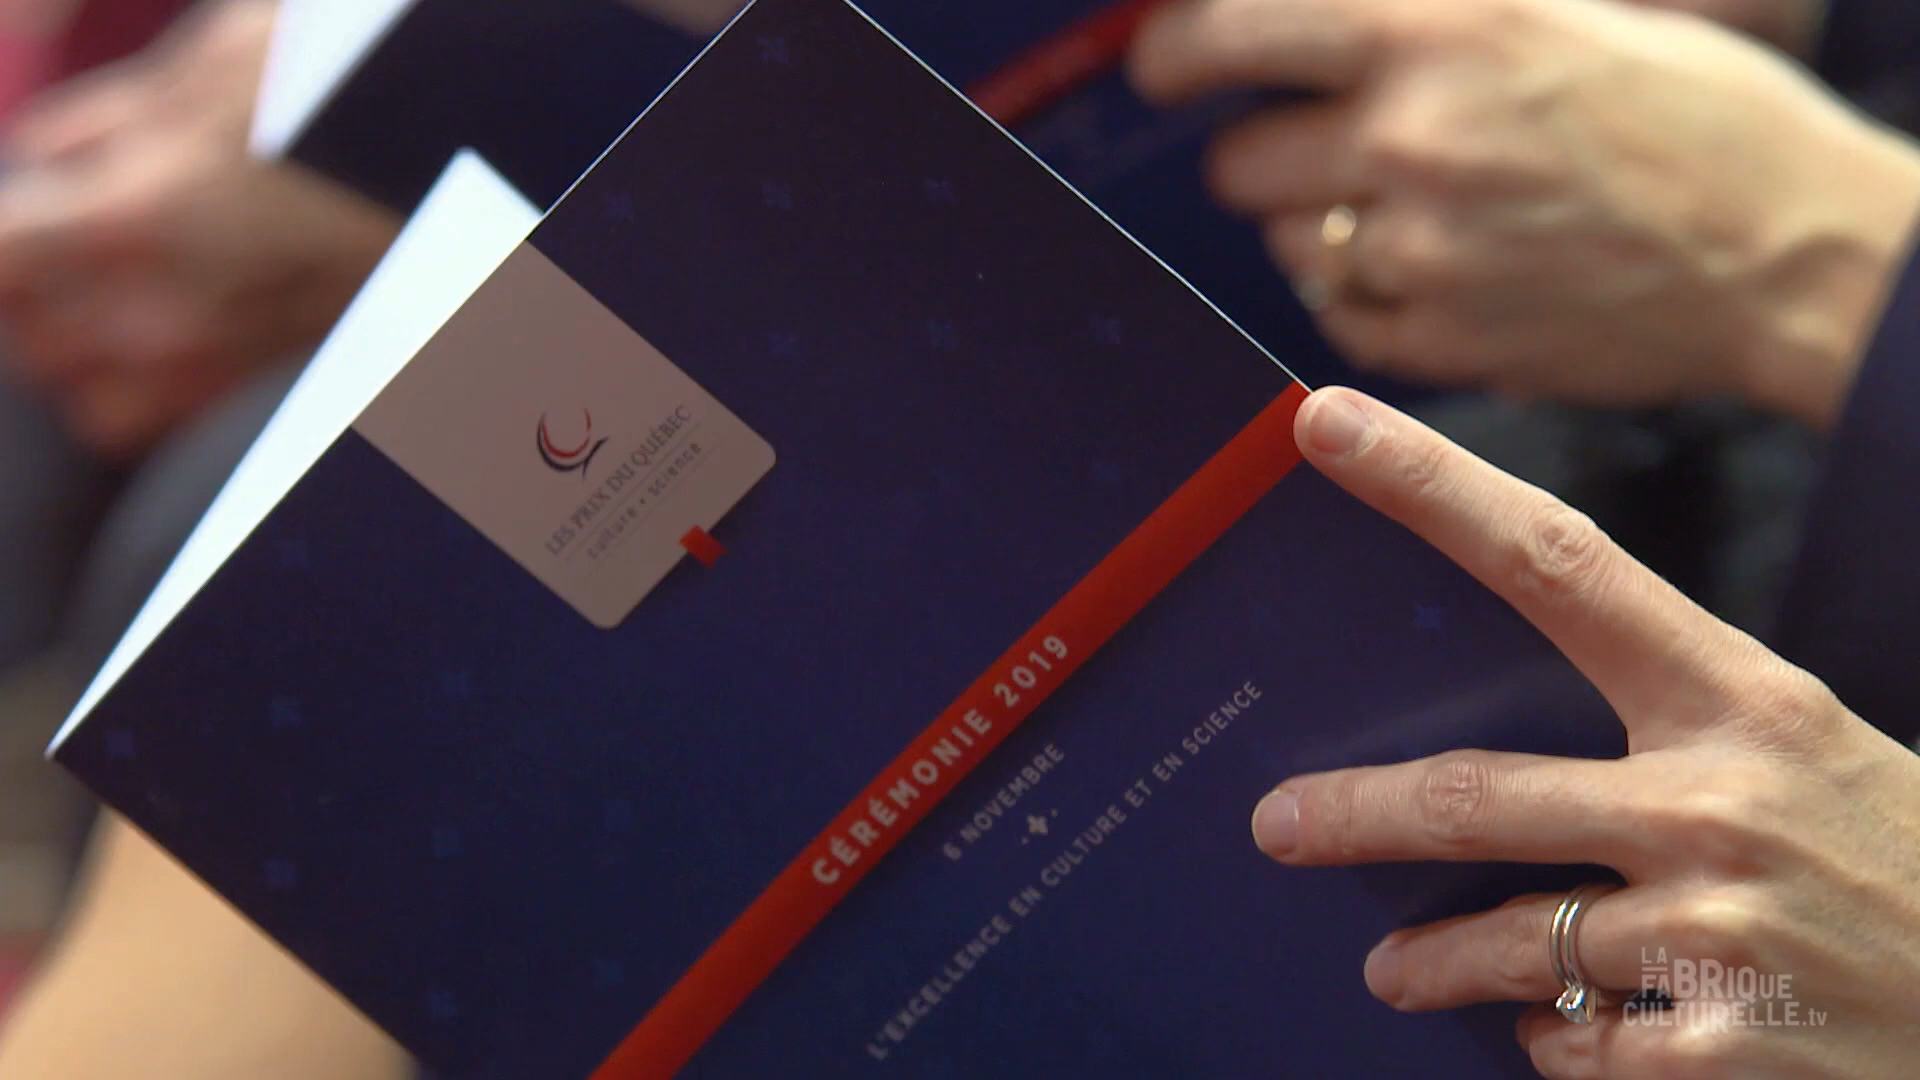 LES PRIX DU QUÉBEC
culture • science
CÉRÉMONIE 2019
6 NOVEMBRE
L'EXCELLENCE EN CULTURE ET EN SCIENCE
LA
FABRIQUE
CULTURELLE.tv